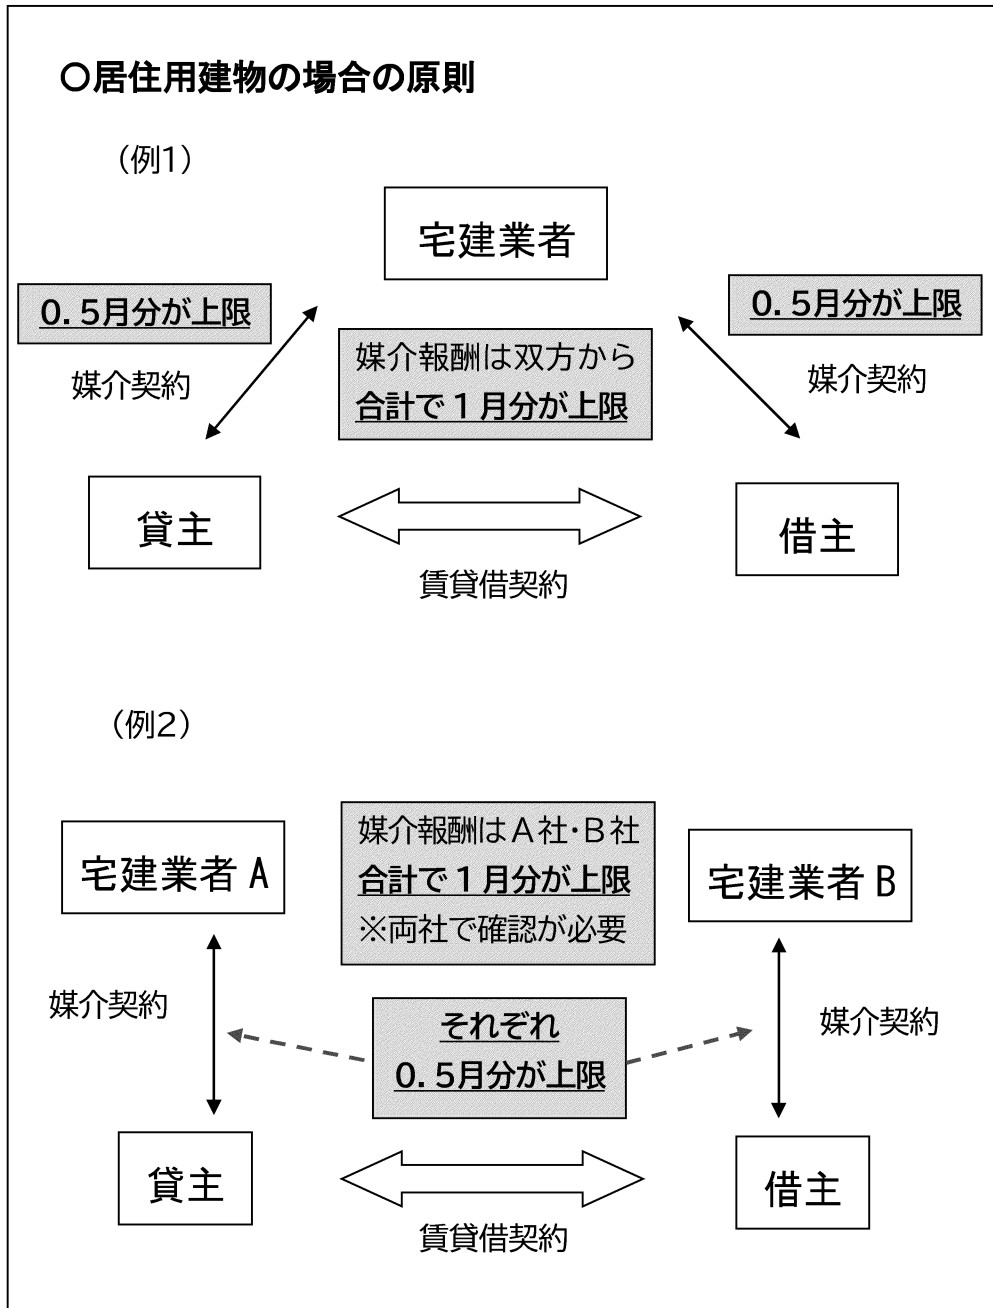 〇居住用建物の場合の原則
（例1）
宅建業者
０．５月分が上限
０．５月分が上限
媒介報酬は双方から
合計で１月分が上限
媒介契約
媒介契約
貸主
借主
賃貸借契約
（例2）
媒介報酬はＡ社・Ｂ社
合計で１月分が上限
※両社で確認が必要
宅建業者 A
宅建業者 B
媒介契約
それぞれ
０．５月分が上限
媒介契約
貸主
借主
賃貸借契約